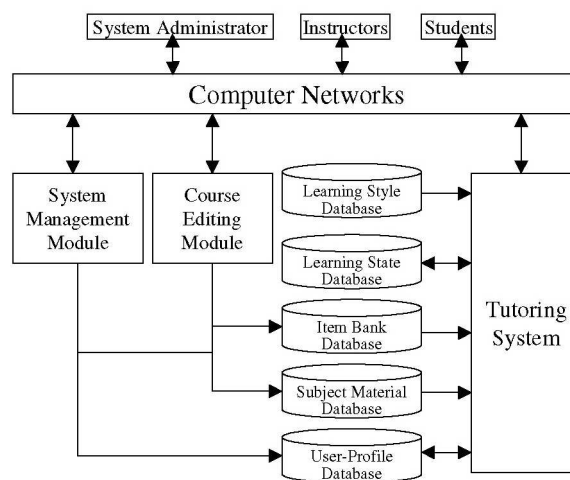 System Administrator
Instructors
Students
Computer Networks
System
Management
Module
Course
Editing
Module
Learning Style
Database
Learning State
Database
Item Bank
Database
Subject Material
Database
User-Profile
Database
Tutoring
System